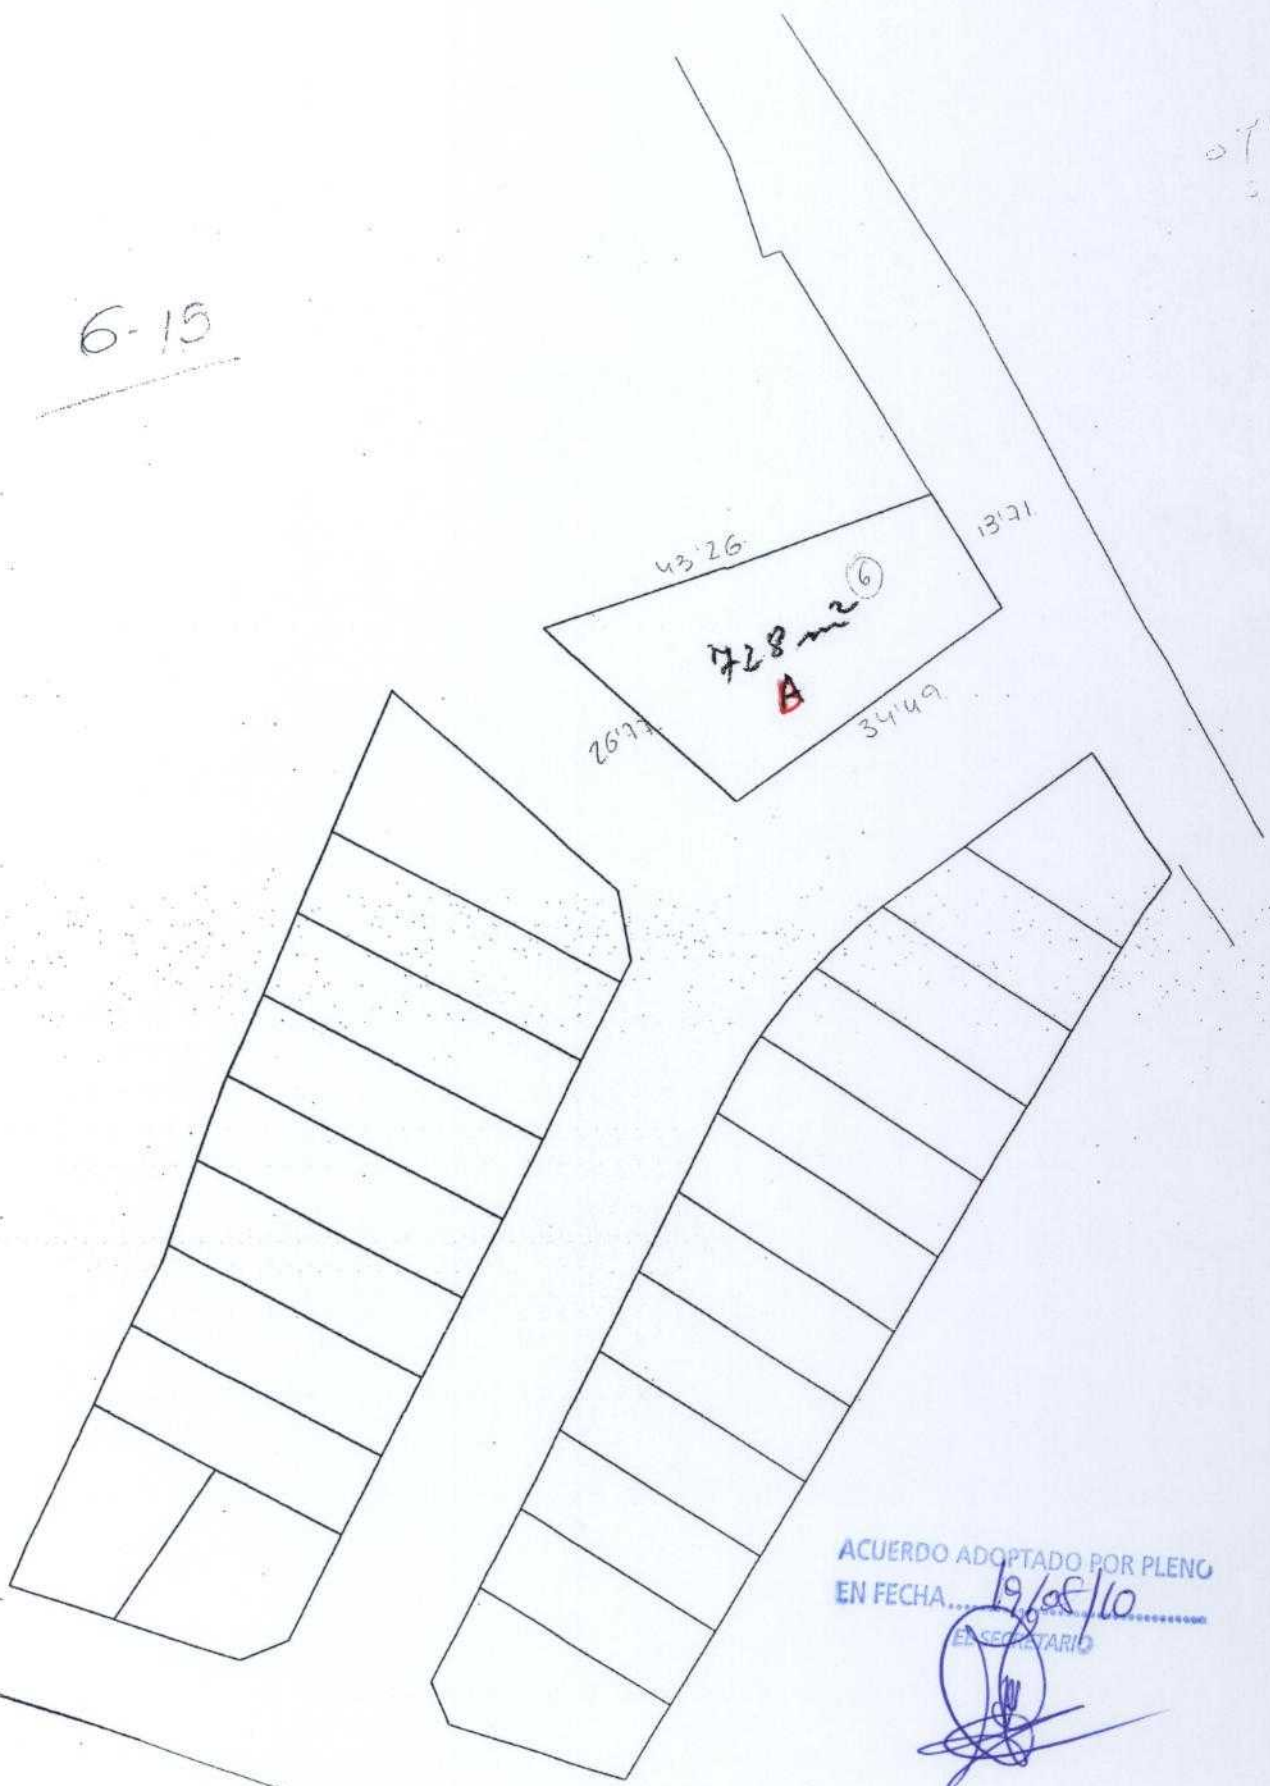 6-15
43'26
13'71
6
728 m²
A
26'77
34'49
ACUERDO ADOPTADO POR PLENO
EN FECHA 19/05/10
EL SECRETARIO